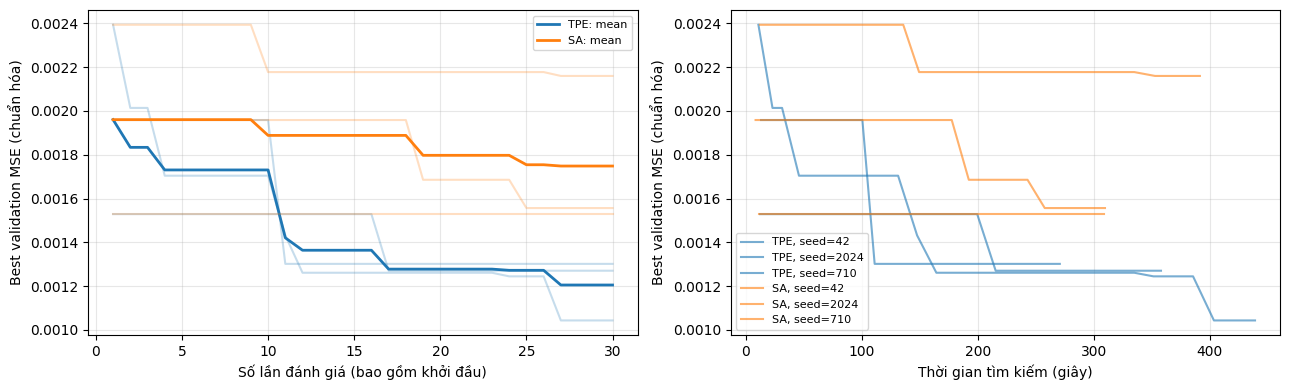 Best validation MSE (chuẩn hóa)
0.0024
0.0022
0.0020
0.0018
0.0016
0.0014
0.0012
0.0010
TPE: mean
SA: mean
0
5
10
15
20
25
30
Số lần đánh giá (bao gồm khởi đầu)
Best validation MSE (chuẩn hóa)
0.0024
0.0022
0.0020
0.0018
0.0016
0.0014
0.0012
0.0010
TPE, seed=42
TPE, seed=2024
TPE, seed=710
SA, seed=42
SA, seed=2024
SA, seed=710
0
100
200
300
400
Thời gian tìm kiếm (giây)